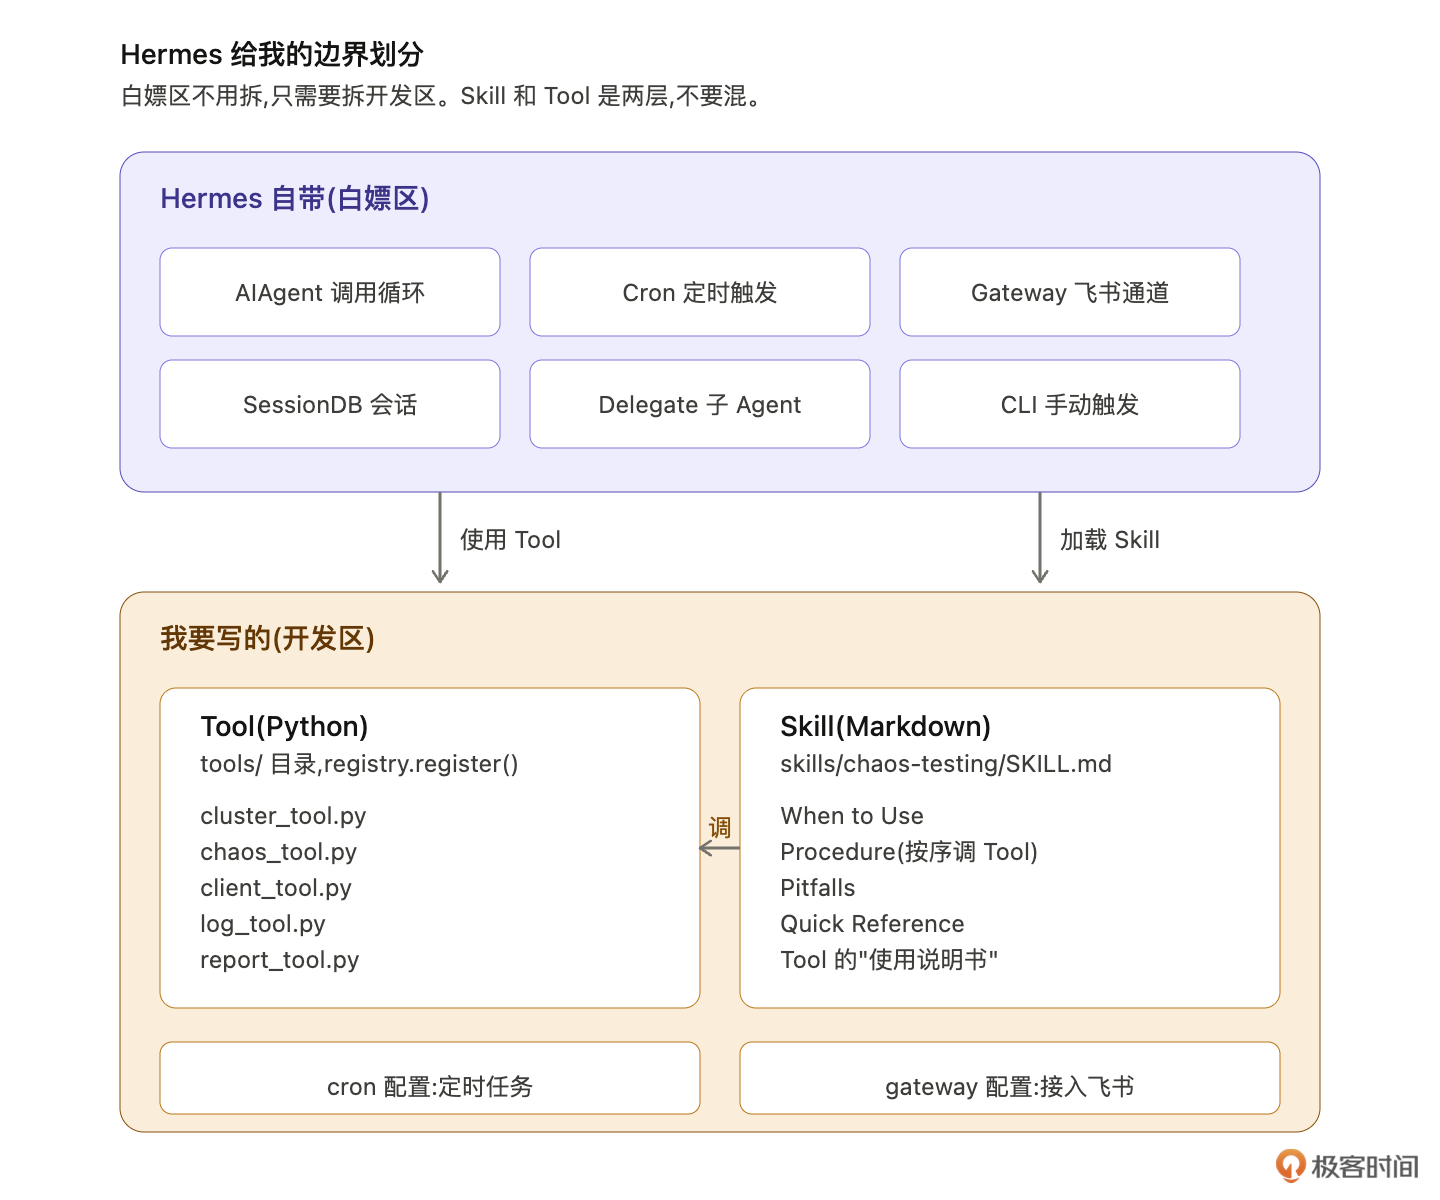 Hermes 给我的边界划分
白嫖区不用拆,只需要拆开发区。Skill 和 Tool 是两层,不要混。
Hermes 自带(白嫖区)
AIAgent 调用循环
Cron 定时触发
Gateway 飞书通道
SessionDB 会话
Delegate 子 Agent
CLI 手动触发
使用 Tool
加载 Skill
我要写的(开发区)
Tool(Python)
tools/ 目录,registry.register()
cluster_tool.py
chaos_tool.py
client_tool.py
log_tool.py
report_tool.py
调
Skill(Markdown)
skills/chaos-testing/SKILL.md
When to Use
Procedure(按序调 Tool)
Pitfalls
Quick Reference
Tool 的"使用说明书"
cron 配置:定时任务
gateway 配置:接入飞书
极客时间